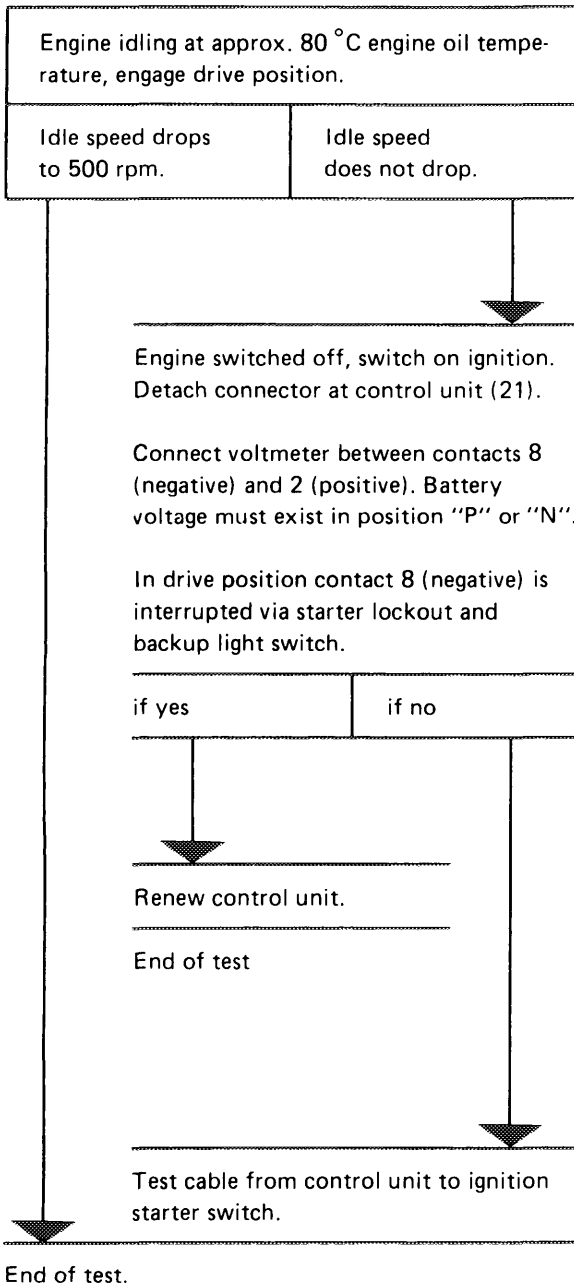 Engine idling at approx. 80 °C engine oil tempe-
rature, engage drive position.
Idle speed drops
to 500 rpm.
Idle speed
does not drop.
Engine switched off, switch on ignition.
Detach connector at control unit (21).
Connect voltmeter between contacts 8
(negative) and 2 (positive). Battery
voltage must exist in position ''P'' or ''N''.
In drive position contact 8 (negative) is
interrupted via starter lockout and
backup light switch.
if yes
if no
Renew control unit.
End of test
Test cable from control unit to ignition
starter switch.
End of test.